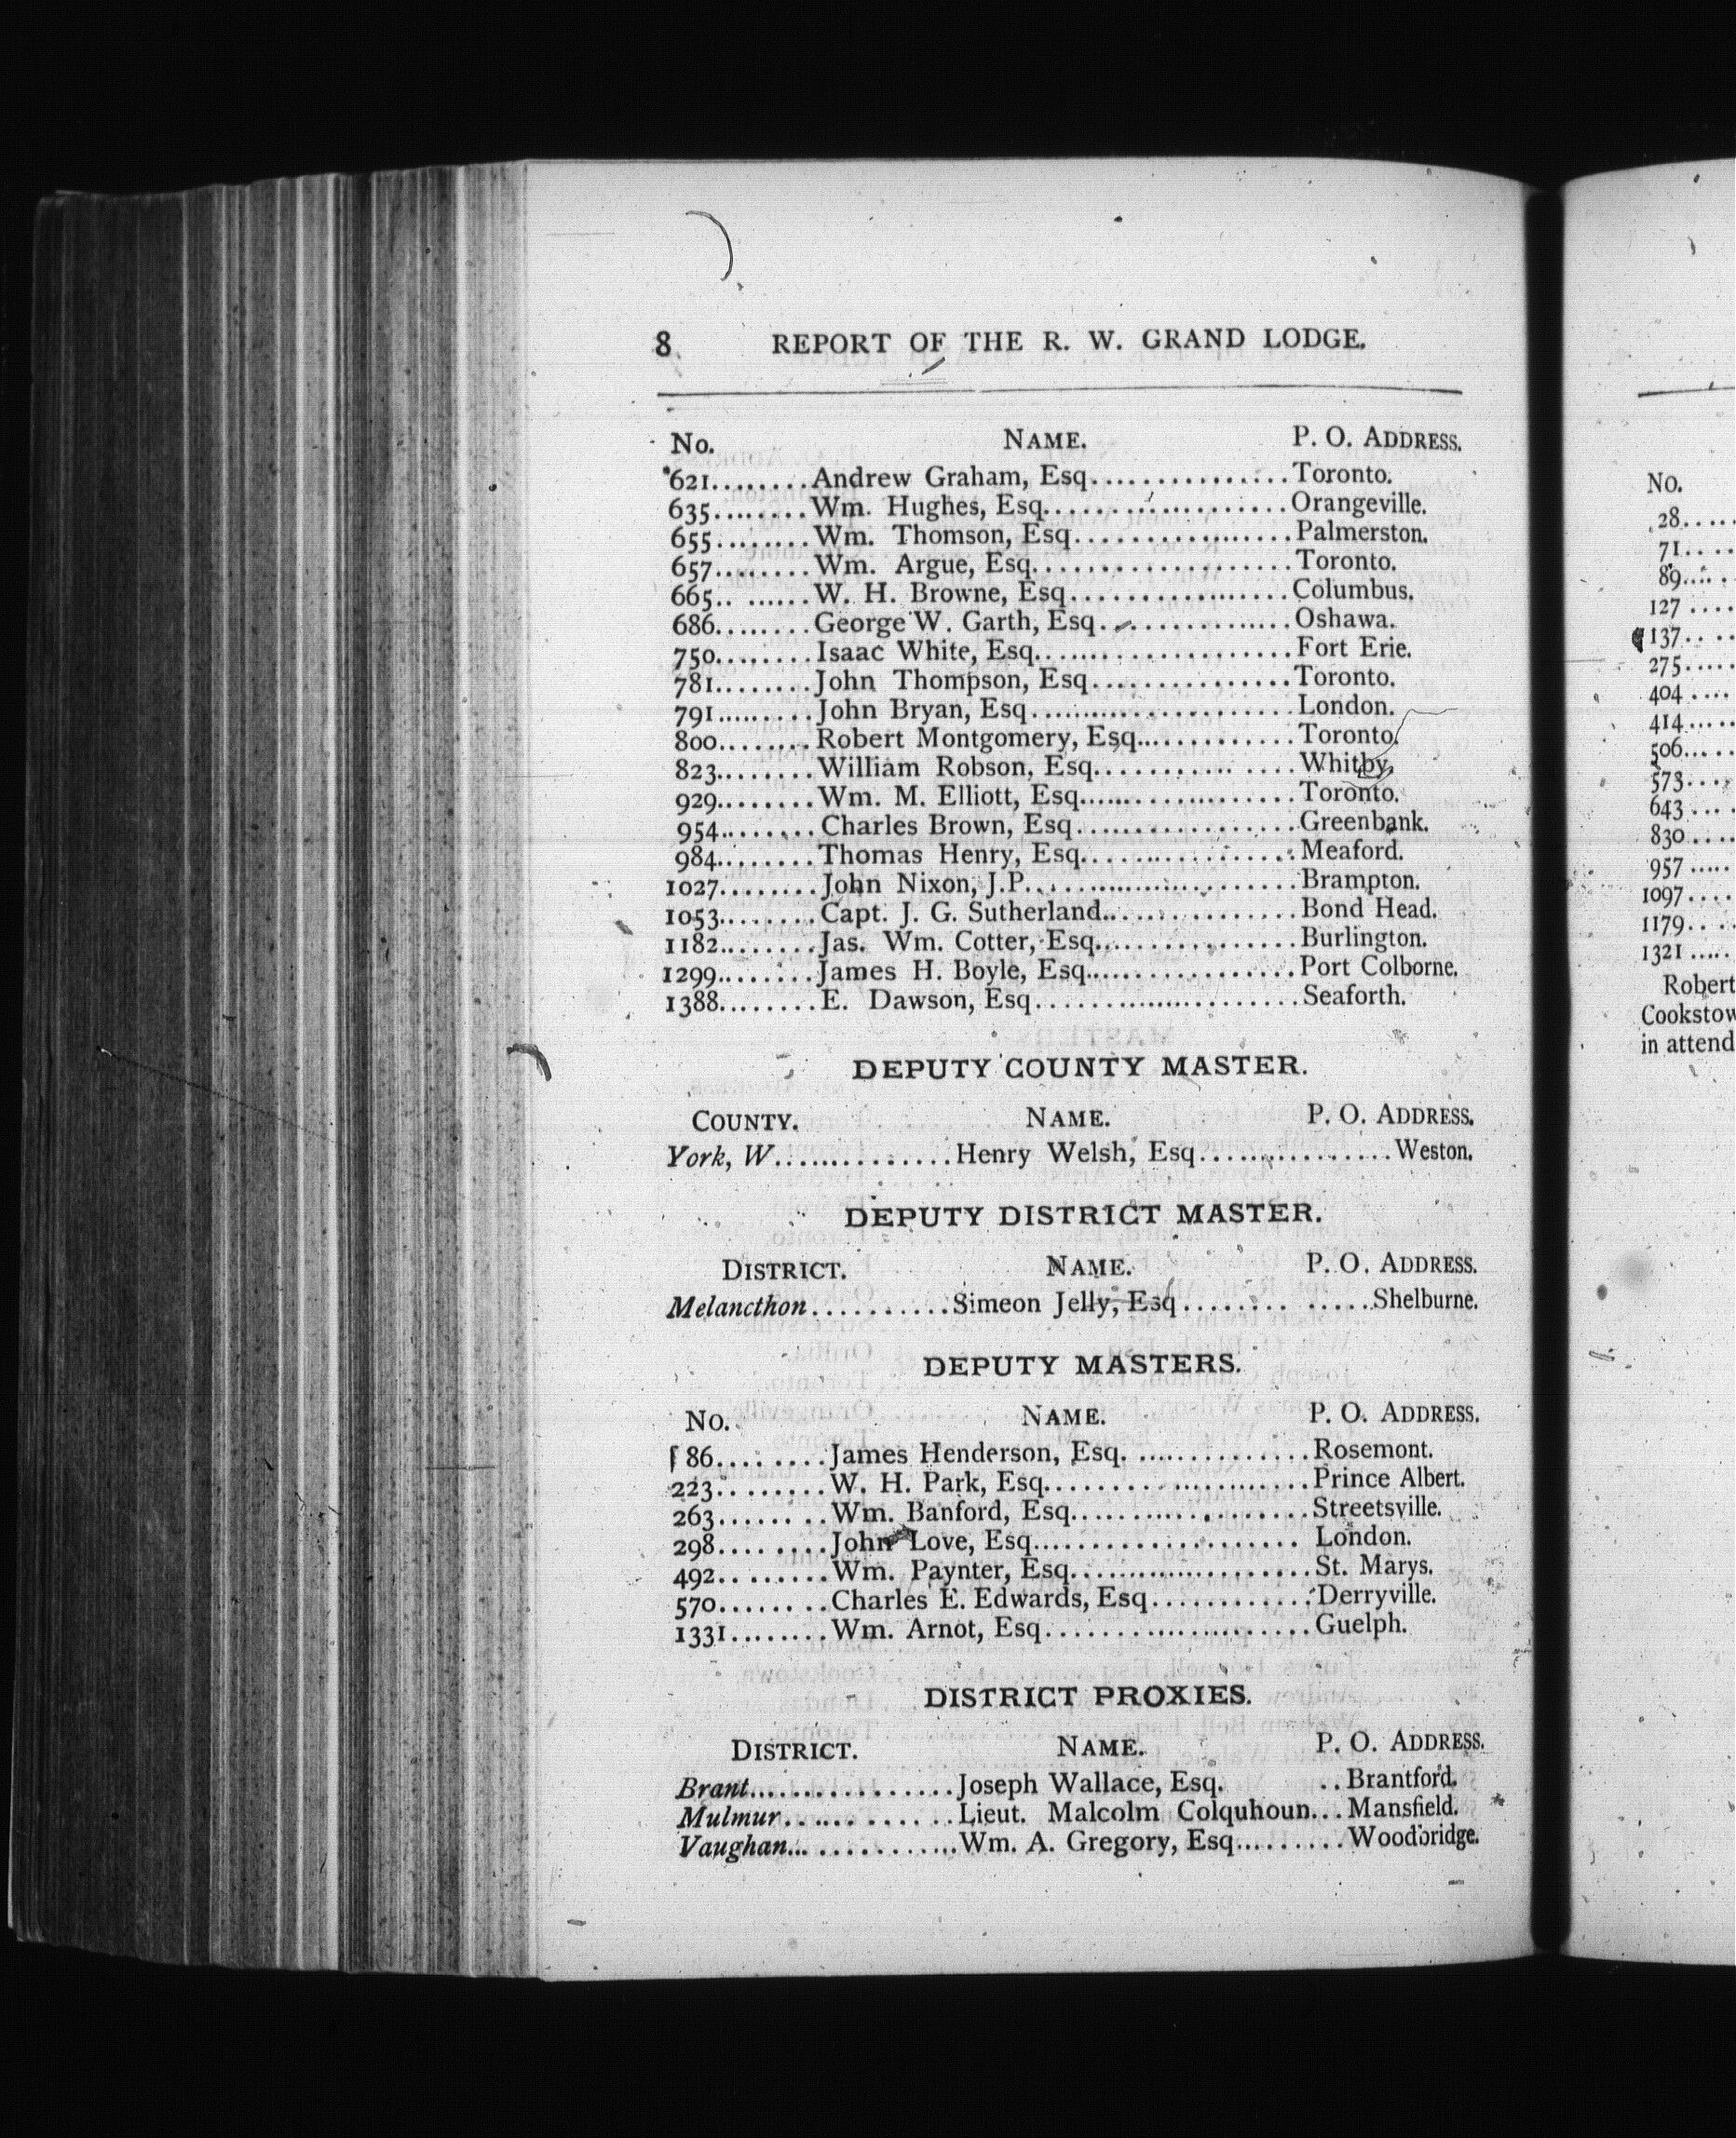 8 REPORT OF THE R. W. GRAND LODGE.
No. NAME. P. O. ADDRESS.
621........Andrew Graham, Esq..............Toronto.
635........Wm. Hughes, Esq..................Orangeville.
655........Wm. Thomson, Esq................Palmerston.
657........Wm. Argue, Esq...................Toronto.
665.. ......W. H. Browne, Esq................Columbus.
686........George W. Garth, Esq..............Oshawa.
750........Isaac White, Esq...................Fort Erie.
781........John Thompson, Esq...............Toronto.
791.........John Bryan, Esq...................London.
800........Robert Montgomery, Esq............Toronto.
823........William Robson, Esq........... ....Whitby.
929........Wm. M. Elliott, Esq................Toronto.
954........Charles Brown, Esq................Greenbank.
984........Thomas Henry, Esq................Meaford.
1027........John Nixon, J.P....................Brampton.
1053........Capt. J. G. Sutherland..............Bond Head.
1182........Jas. Wm. Cotter, Esq...............Burlington.
1299........James H. Boyle, Esq................Port Colborne.
1388........E. Dawson, Esq...................Seaforth.
DEPUTY COUNTY MASTER.
COUNTY. NAME. P. O. ADDRESS.
York, W..............Henry Welsh, Esq...............Weston.
DEPUTY DISTRICT MASTER.
DISTRICT. NAME. P. O. ADDRESS.
Melancthon..........Simeon Jelly, Esq........ .....Shelburne.
DEPUTY MASTERS.
No. NAME. P. O. ADDRESS.
86........James Henderson, Esq. .............Rosemont.
223........W. H. Park, Esq...................Prince Albert.
263........Wm. Banford, Esq..................Streetsville.
298........John Love, Esq.................... London.
492.. ......Wm. Paynter, Esq..................St. Marys.
570........Charles E. Edwards, Esq............Derryville.
1331........Wm. Arnot, Esq...................Guelph.
DISTRICT PROXIES.
DISTRICT. NAME. P. O. ADDRESS.
Brant................Joseph Wallace, Esq. ..Brantford.
Mulmur.............Lieut. Malcolm Colquhoun...Mansfield.
Vaughan..............Wm. A. Gregory, Esq.........Woodbridge.
No.
28.....
71....
89.....
127 ....
137....
275.....
404 ....
414.....
506.....
573....
643 ....
830....
957 .....
1097....
1179....
1321 .....
Robert
Cookstow
in attend